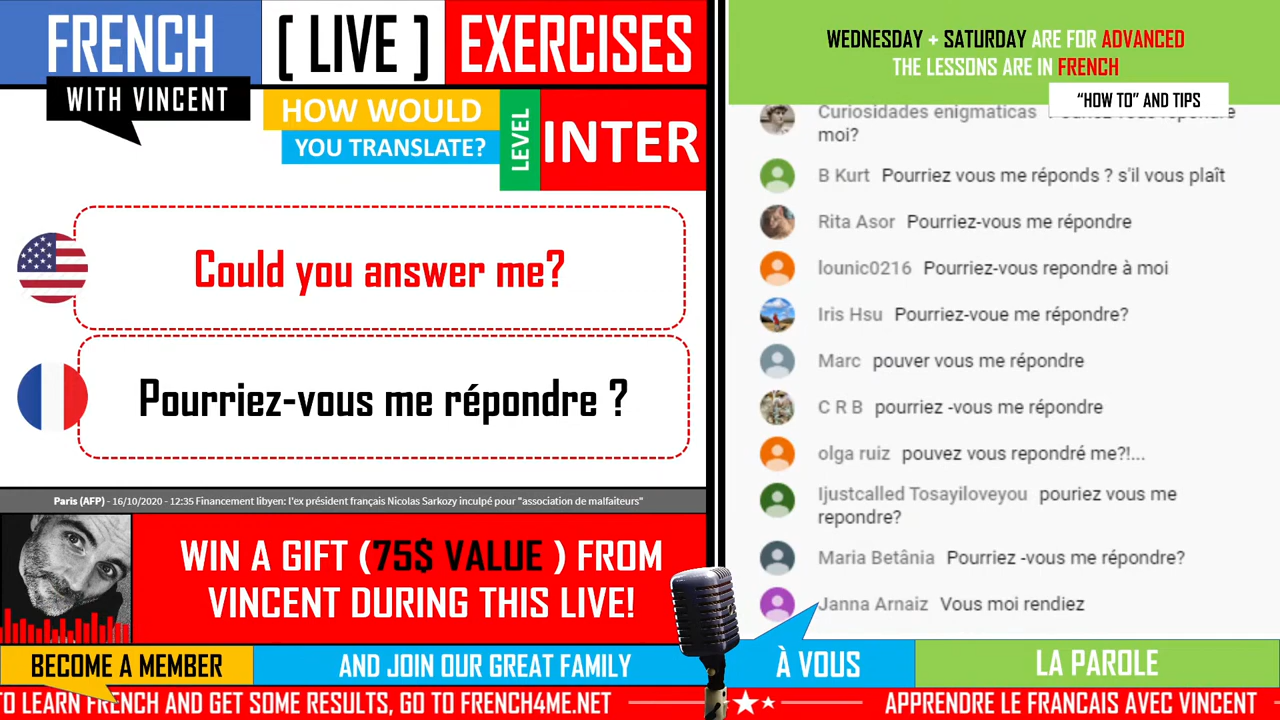 FRENCH
WITH VINCENT
[ LIVE ]
EXERCISES
HOW WOULD
YOU TRANSLATE?
LEVEL
INTER
Could you answer me?
Pourriez-vous me répondre ?
Paris (AFP) - 16/10/2020 - 12:35 Financement libyen: l'ex président français Nicolas Sarkozy inculpé pour "association de malfaiteurs"
WIN A GIFT (75$ VALUE ) FROM
VINCENT DURING THIS LIVE!
BECOME A MEMBER
AND JOIN OUR GREAT FAMILY
TO LEARN FRENCH AND GET SOME RESULTS, GO TO FRENCH4ME.NET
WEDNESDAY + SATURDAY ARE FOR ADVANCED
THE LESSONS ARE IN FRENCH
"HOW TO" AND TIPS
Curiosidades enigmaticas
moi?
B Kurt Pourriez vous me réponds ? s'il vous plaît
Rita Asor Pourriez-vous me répondre
lounic0216 Pourriez-vous repondre à moi
Iris Hsu Pourriez-voue me répondre?
Marc pouver vous me répondre
C R B pourriez -vous me répondre
olga ruiz pouvez vous repondré me?!...
Ijustcalled Tosayiloveyou pouriez vous me
repondre?
Maria Betânia Pourriez -vous me répondre?
Janna Arnaiz Vous moi rendiez
À VOUS
LA PAROLE
APPRENDRE LE FRANCAIS AVEC VINCENT